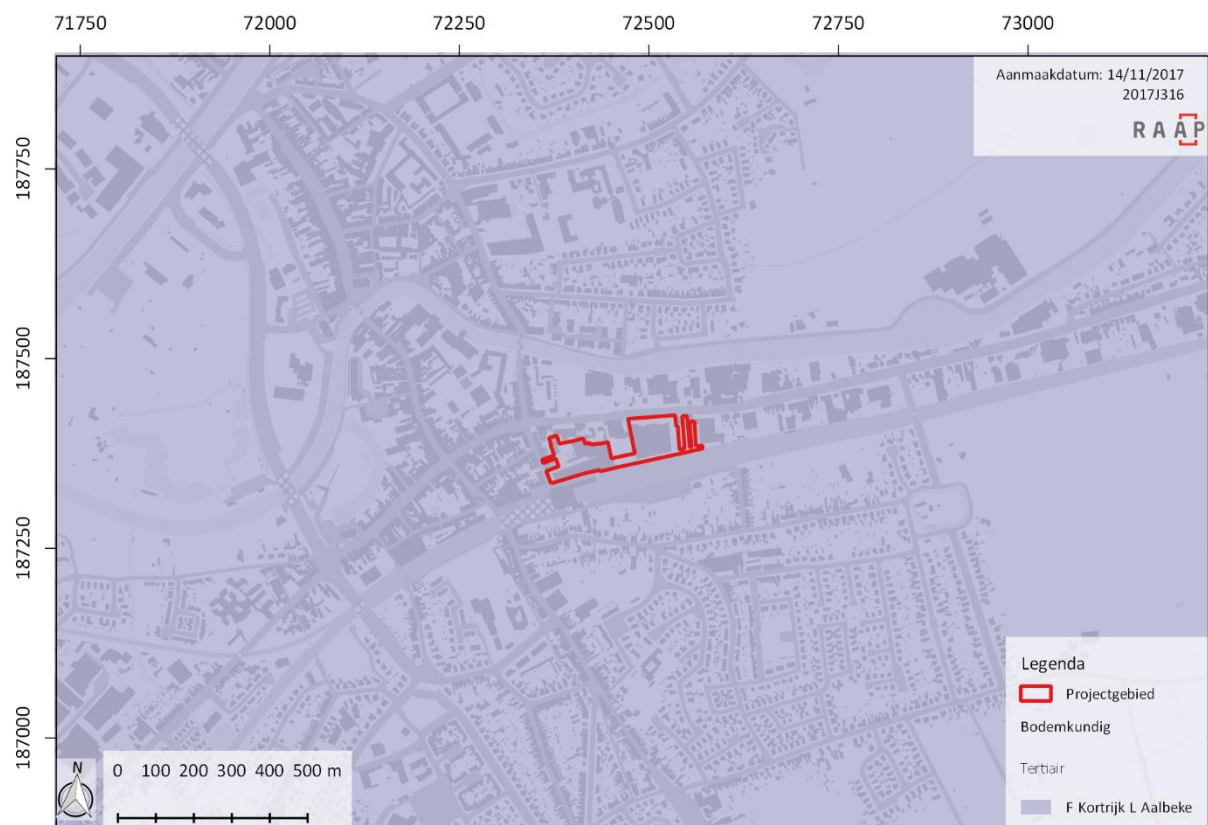 71750 72000 72250 72500 72750 73000
Aanmaakdatum: 14/11/2017
2017J316
RAAP
187750
187500
187250
187000
Legenda
Projectgebied
Bodemkundig
Tertiair
F Kortrijk L Aalbeke
N
0 100 200 300 400 500 m